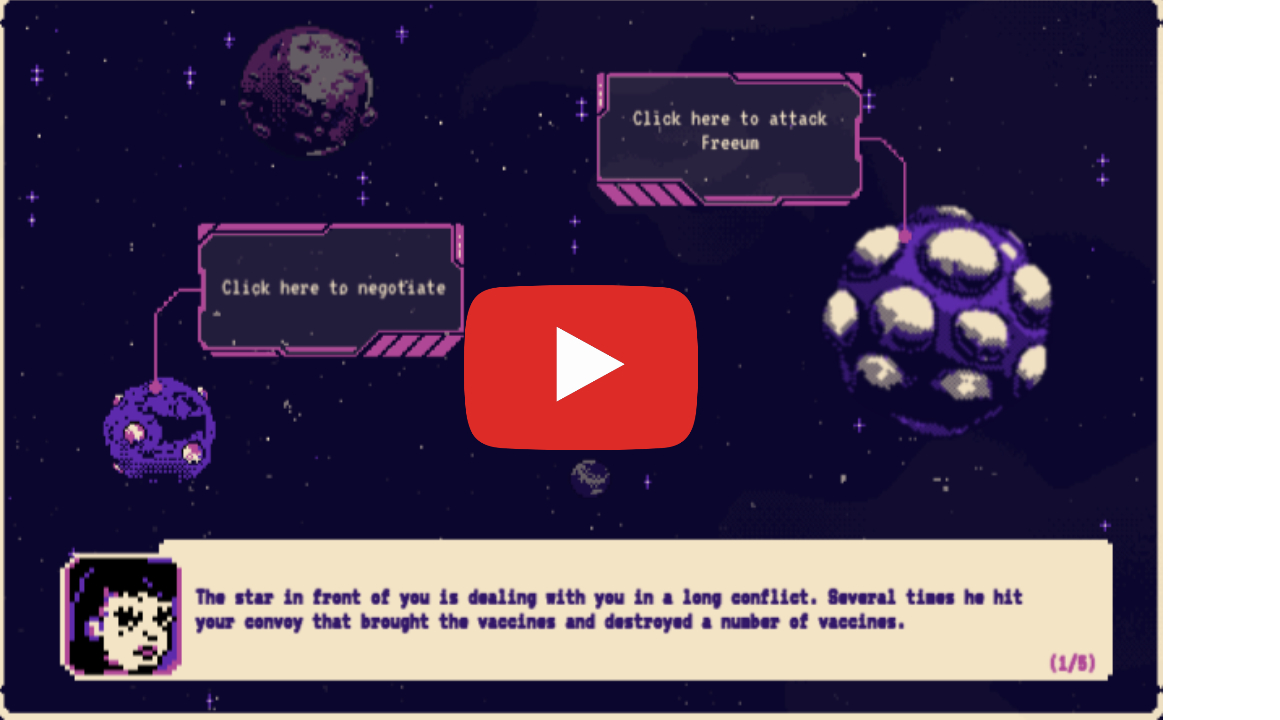 Click here to attack
Freeum
Click here to negotiate
The star in front of you is dealing with you in a long conflict. Several times he hit
your convoy that brought the vaccines and destroyed a number of vaccines.
(1/5)